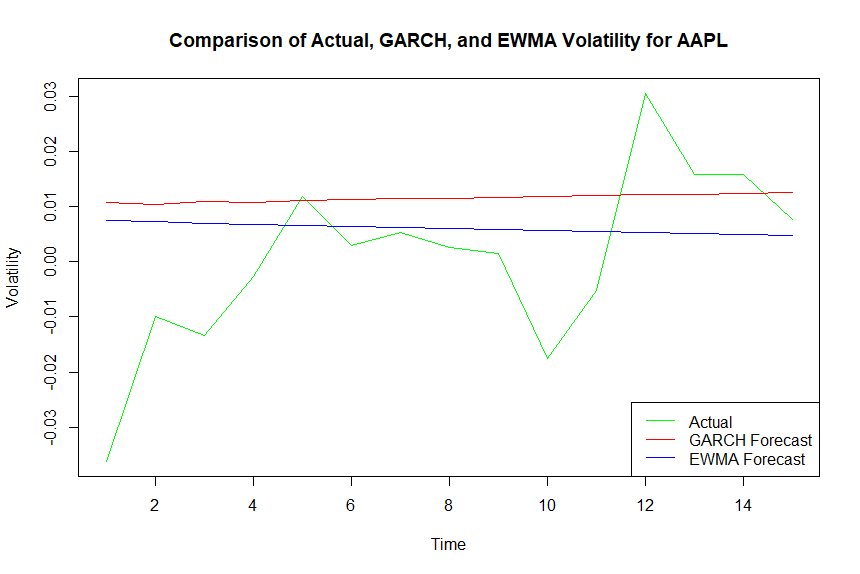 Comparison of Actual, GARCH, and EWMA Volatility for AAPL
Volatility
0.03
0.02
0.01
0.00
-0.01
-0.02
-0.03
2 4 6 8 10 12 14
Time
Actual
GARCH Forecast
EWMA Forecast